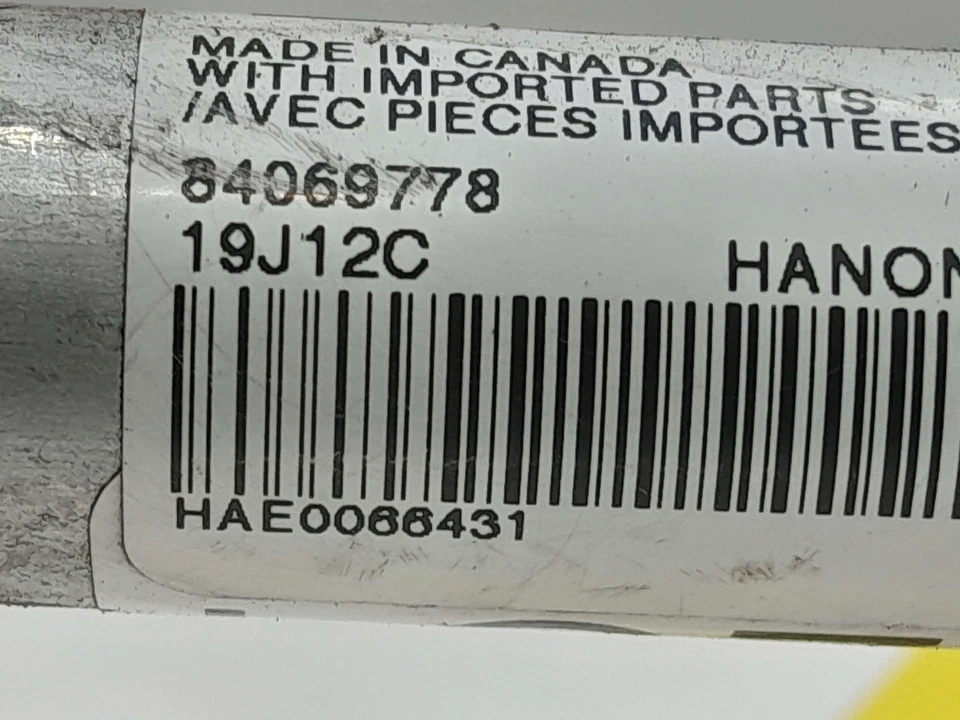 MADE IN CANADA
WITH IMPORTED PARTS
/AVEC PIECES IMPORTEES
84069778
19J12C
HANON
HAE0066431